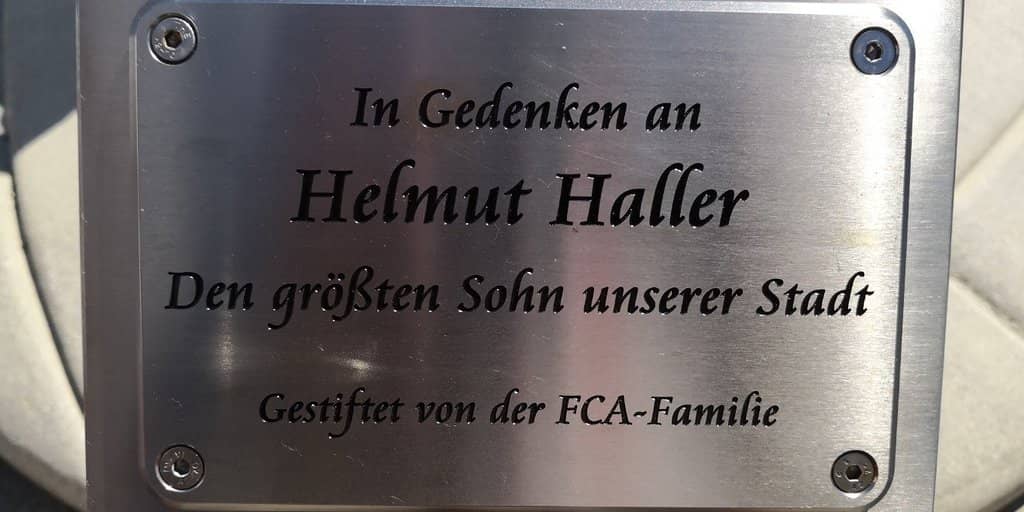 In Gedenken an
Helmut Haller
Den größten Sohn unserer Stadt
Gestiftet von der FCA-Familie